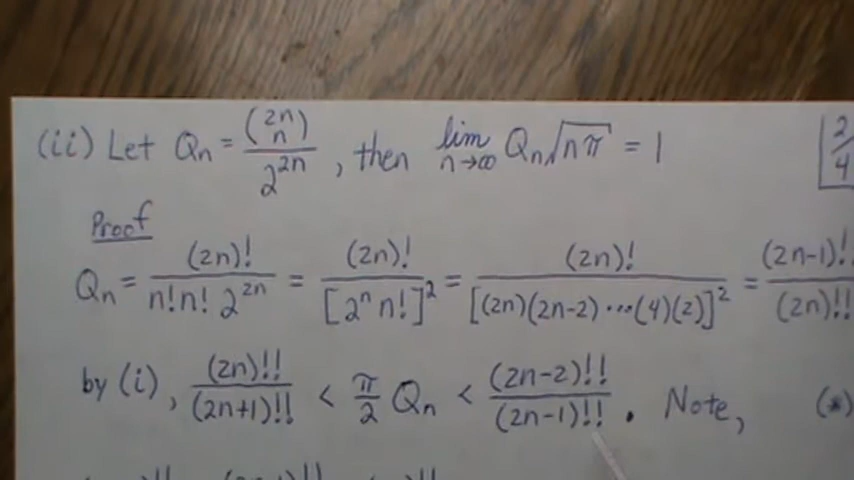 (ii) Let Qn = (2n n) / 2^{2n} , then lim n→∞ Qn √nπ = 1
Proof
Qn = (2n)! / n! n! 2^{2n} = (2n)! / [2^n n!]^2 = (2n)! / [(2n)(2n-2)···(4)(2)]^2 = (2n-1)!! / (2n)!!
by (i), (2n)!! / (2n+1)!! < π/2 Qn < (2n-2)!! / (2n-1)!! . Note, (*)